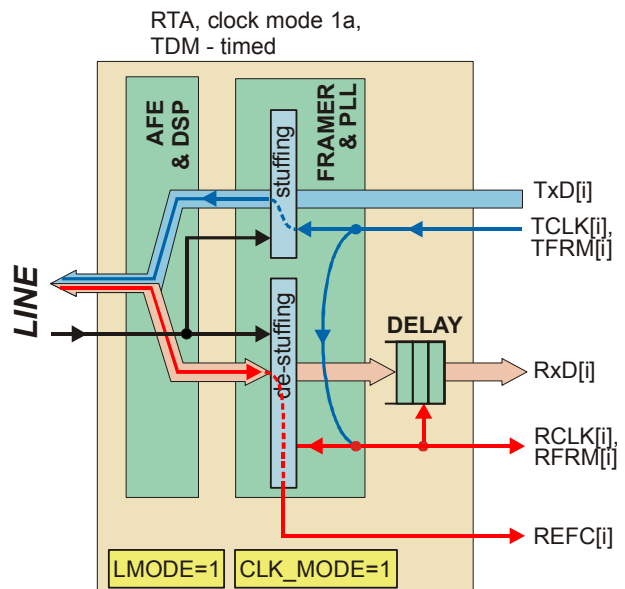 RTA, clock mode 1a,
TDM - timed
AFE
& DSP
FRAMER
& PLL
stuffing
TxD[i]
TCLK[i],
TFRM[i]
LINE
de-stuffing
DELAY
RxD[i]
RCLK[i],
RFRM[i]
REFC[i]
LMODE=1
CLK_MODE=1